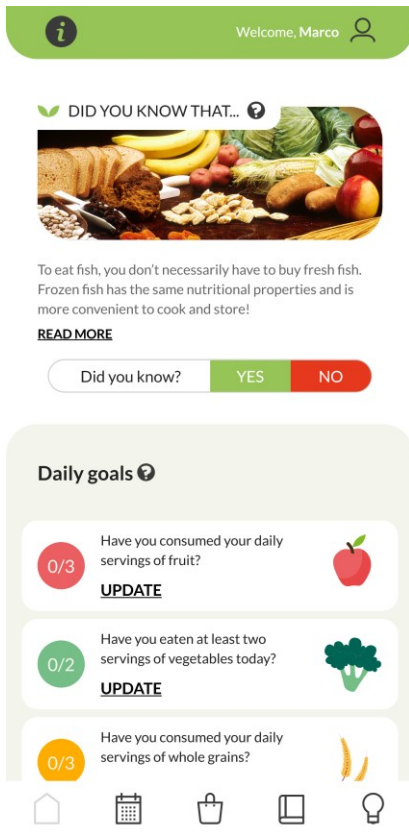 Welcome, Marco
DID YOU KNOW THAT... ?
To eat fish, you don't necessarily have to buy fresh fish.
Frozen fish has the same nutritional properties and is
more convenient to cook and store!
READ MORE
Did you know? YES NO
Daily goals ?
0/3
Have you consumed your daily
servings of fruit?
UPDATE
0/2
Have you eaten at least two
servings of vegetables today?
UPDATE
0/3
Have you consumed your daily
servings of whole grains?